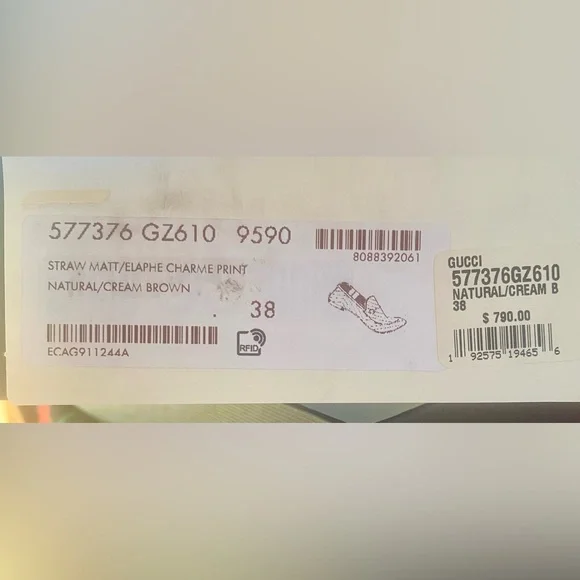 577376 GZ610 9590
8088392061
STRAW MATT/ELAPHE CHARME PRINT
NATURAL/CREAM BROWN
38
ECAG911244A
RFID
GUCCI
577376GZ610
NATURAL/CREAM B
38
$ 790.00
1 92575 19465 6